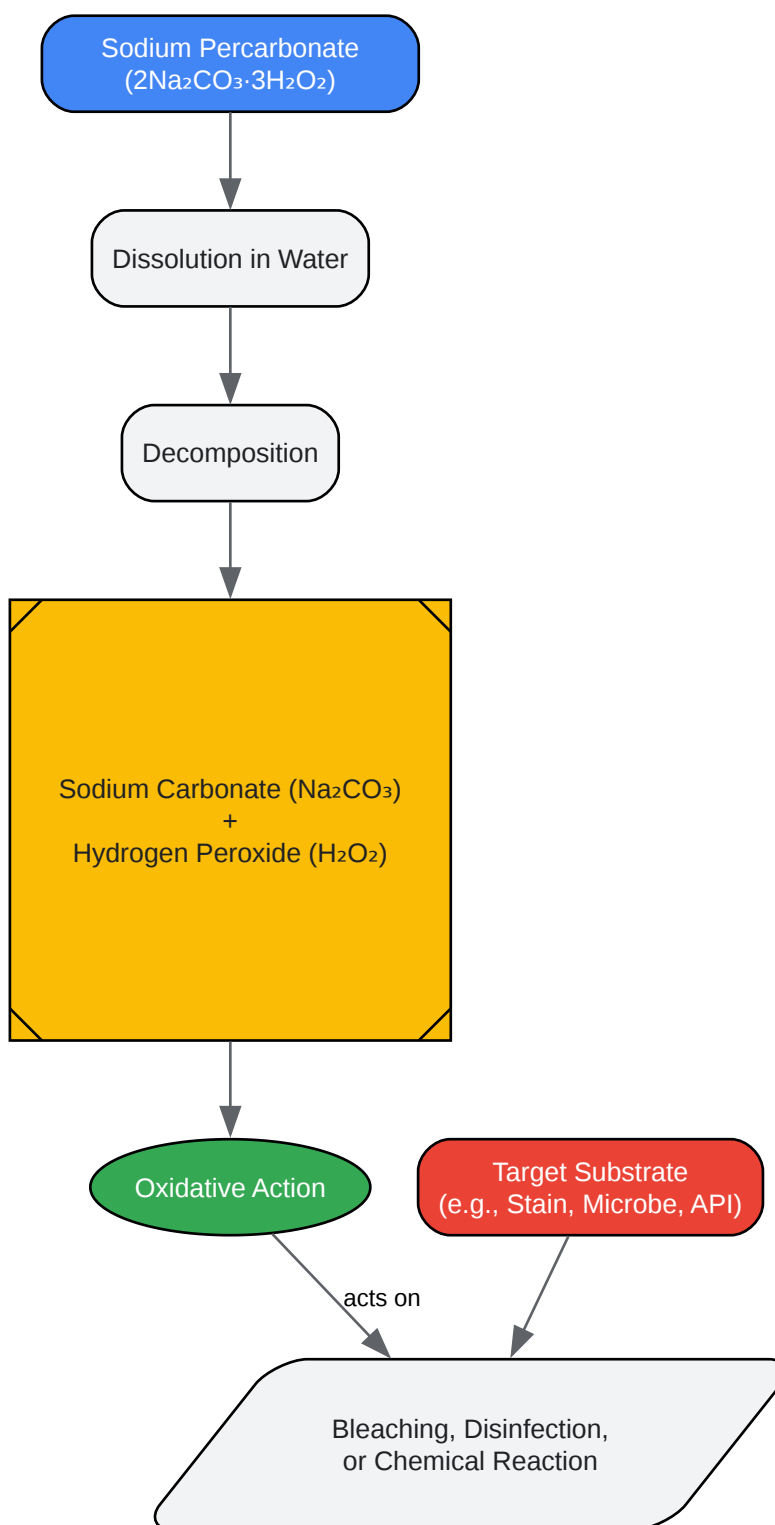 Sodium Percarbonate
(2Na₂CO₃·3H₂O₂)
Dissolution in Water
Decomposition
Sodium Carbonate (Na₂CO₃)
+
Hydrogen Peroxide (H₂O₂)
Oxidative Action
Target Substrate
(e.g., Stain, Microbe, API)
acts on
Bleaching, Disinfection,
or Chemical Reaction